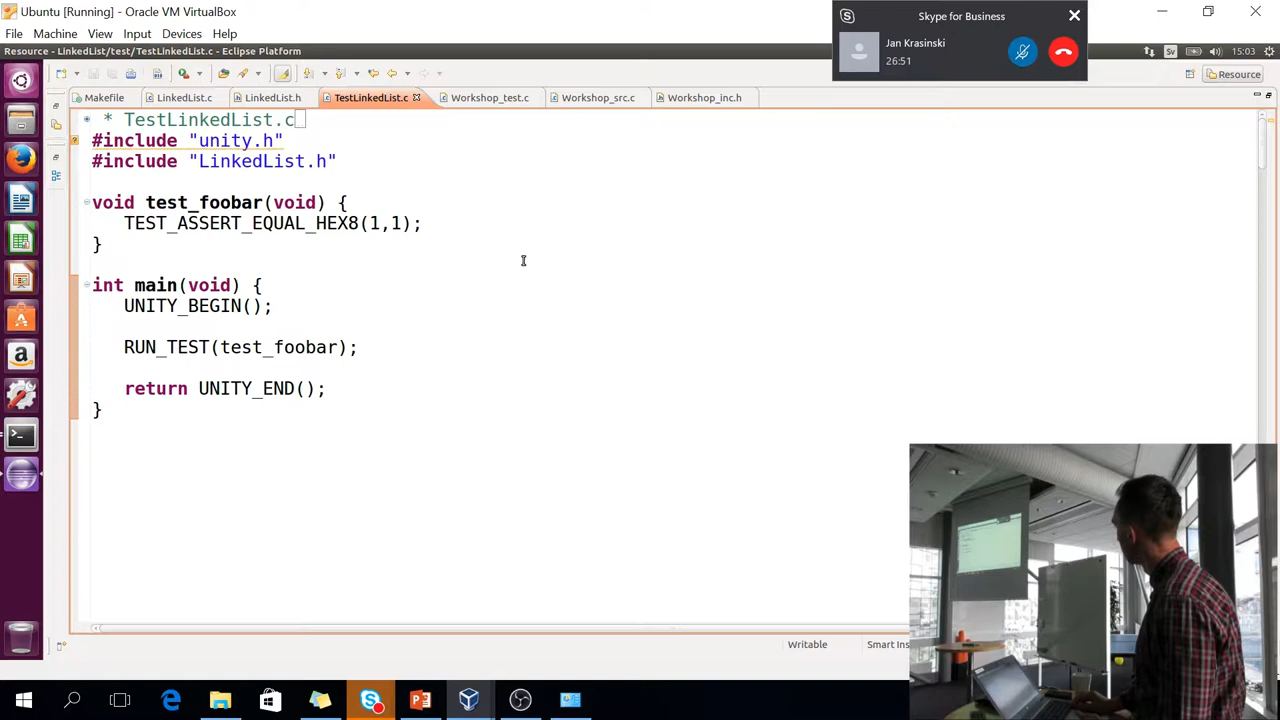 Ubuntu [Running] - Oracle VM VirtualBox
File Machine View Input Devices Help
Resource - LinkedList/test/TestLinkedList.c - Eclipse Platform
Sv 15:03
Skype for Business
Jan Krasinski
26:51
Resource
Makefile LinkedList.c LinkedList.h TestLinkedList.c Workshop_test.c Workshop_src.c Workshop_inc.h
* TestLinkedList.c
#include "unity.h"
#include "LinkedList.h"
void test_foobar(void) {
TEST_ASSERT_EQUAL_HEX8(1,1);
}
int main(void) {
UNITY_BEGIN();
RUN_TEST(test_foobar);
return UNITY_END();
}
Writable Smart Ins